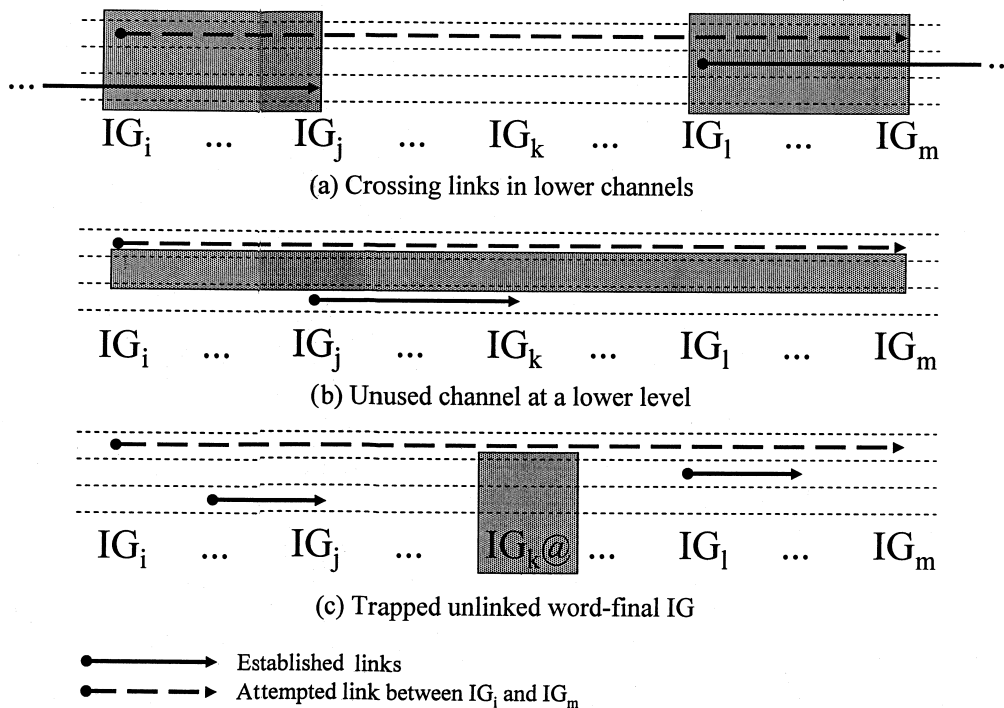 ... ...
IGi ... IGj ... IGk ... IGl ... IGm
(a) Crossing links in lower channels
IGi ... IGj ... IGk ... IGl ... IGm
(b) Unused channel at a lower level
IGi ... IGj ... IGk@ ... IGl ... IGm
(c) Trapped unlinked word-final IG
Established links
Attempted link between IGi and IGm